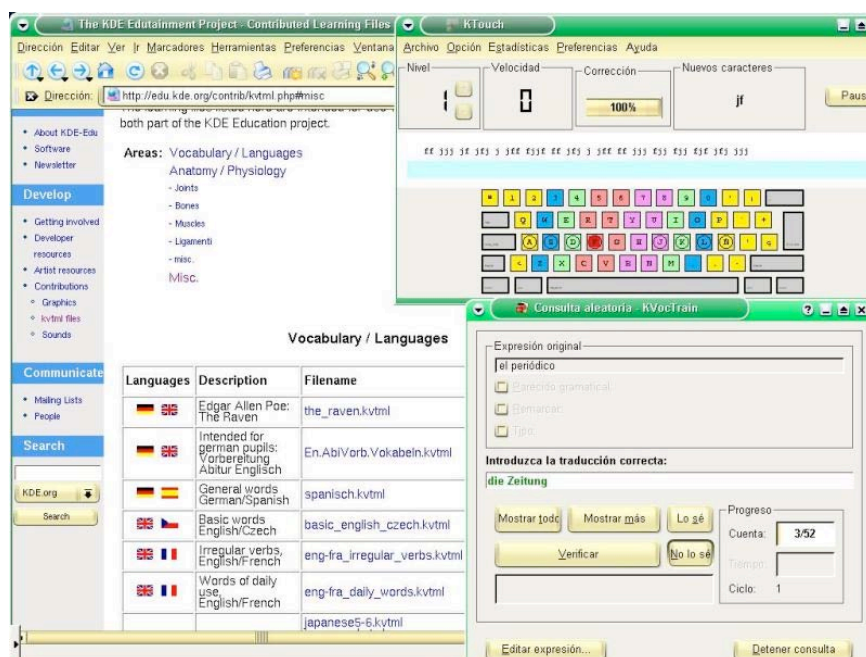 The KDE Edutainment Project - Contributed Learning Files
Dirección Editar Ver Ir Marcadores Herramientas Preferencias Ventana
Dirección: http://edu.kde.org/contrib/kvtml.php#misc
both part of the KDE Education project.
About KDE-Edu
Software
Newsletter
Develop
Getting involved
Developer
resources
Artist resources
Contributions
Graphics
kvtml files
Sounds
Communicate
Mailing Lists
People
Search
KDE.org
Search
Areas: Vocabulary / Languages
Anatomy / Physiology
- Joints
- Bones
- Muscles
- Ligamenti
- misc.
Misc.
Vocabulary / Languages
Languages Description Filename
Edgar Allen Poe:
The Raven
the_raven.kvtml
Intended for
german pupils:
Vorbereitung
Abitur Englisch
En.AbiVorb.Vokabeln.kvtml
General words
German/Spanish
spanisch.kvtml
Basic words
English/Czech
basic_english_czech.kvtml
Irregular verbs,
English/French
eng-fra_irregular_verbs.kvtml
Words of daily
use,
English/French
eng-fra_daily_words.kvtml
japanese5-6.kvtml
KTouch
Archivo Opción Estadísticas Preferencias Ayuda
Nivel Velocidad Corrección Nuevos caracteres
1 0 100% jf
Paus
Consulta aleatoria - KVocTrain
Expresión original
el periódico
Parecido gramatical:
Remarcar:
Tipo:
Introduzca la traducción correcta:
die Zeitung
Mostrar todo Mostrar más Lo sé
Verificar No lo sé
Progreso
Cuenta: 3/52
Tiempo:
Ciclo: 1
Editar expresión... Detener consulta